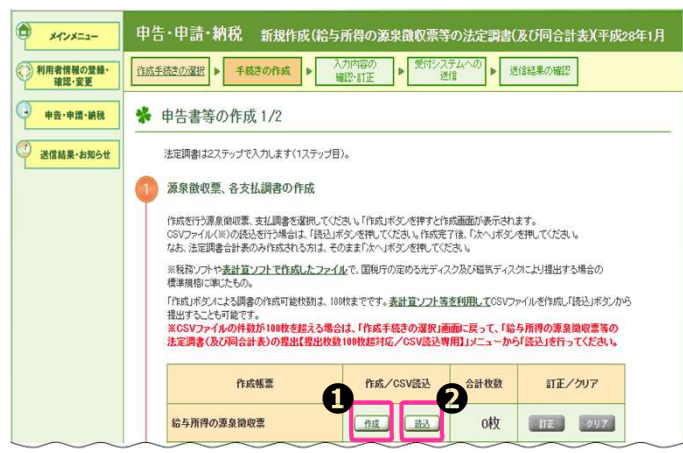 メインメニュー
利用者情報の登録・
確認・変更
申告・申請・納税
送信結果・お知らせ
申告・申請・納税 新規作成(給与所得の源泉徴収票等の法定調書(及び同合計表)(平成28年1月
作成手続きの選択
手続きの作成
入力内容の
確認・訂正
受付システムへの
送信
送信結果の確認
申告書等の作成 1/2
法定調書は2ステップで入力します(1ステップ目)。
1 源泉徴収票、各支払調書の作成
作成を行う源泉徴収票、支払調書を選択してください。「作成」ボタンを押すと作成画面が表示されます。
CSVファイル(※)の読込を行う場合は、「読込」ボタンを押してください。作成完了後、「次へ」ボタンを押してください。
なお、法定調書合計表のみ作成される方は、そのまま「次へ」ボタンを押してください。
※税務ソフトや表計算ソフトで作成したファイルで、国税庁の定める光ディスク及び磁気ディスクにより提出する場合の
標準規格に準じたもの。
「作成」ボタンによる調書の作成可能枚数は、100枚までです。表計算ソフト等を利用してCSVファイルを作成し「読込」ボタンから
提出することも可能です。
※CSVファイルの件数が100枚を超える場合は、「作成手続きの選択」画面に戻って、「給与所得の源泉徴収票等の
法定調書(及び同合計表)の提出【提出枚数100枚超対応/CSV読込専用】」メニューから「読込」を行ってください。
作成帳票 作成/CSV読込 合計枚数 訂正/クリア
❶ ❷
給与所得の源泉徴収票 作成 読込 0枚 訂正 クリア